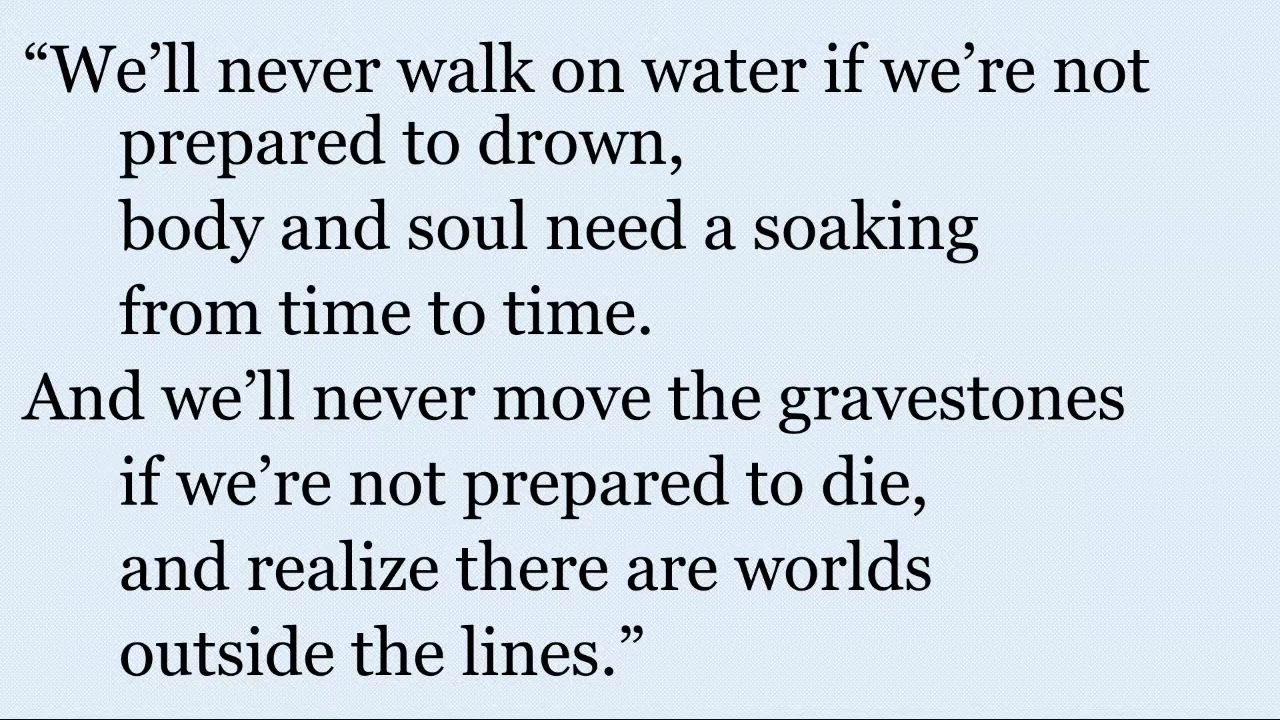 “We’ll never walk on water if we’re not
prepared to drown,
body and soul need a soaking
from time to time.
And we’ll never move the gravestones
if we’re not prepared to die,
and realize there are worlds
outside the lines.”